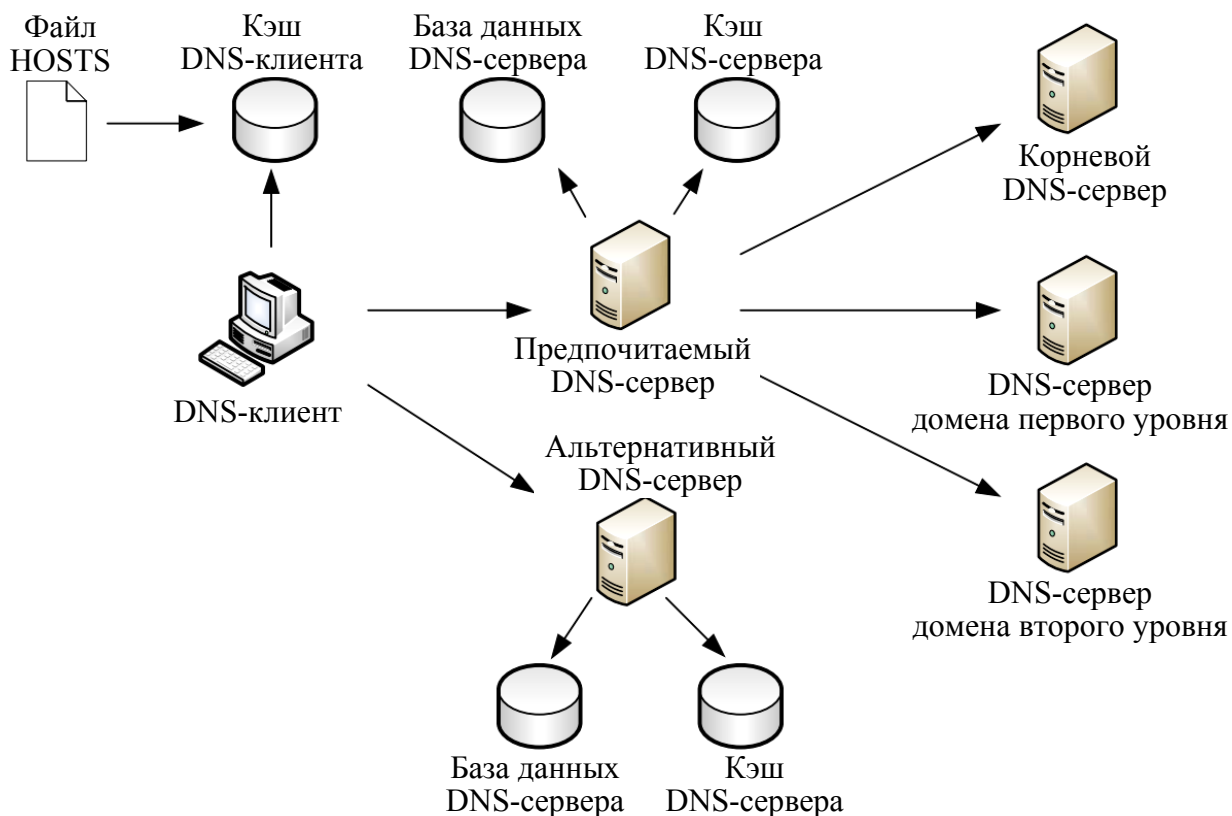 Файл
HOSTS
Кэш
DNS-клиента
База данных
DNS-сервера
Кэш
DNS-сервера
Корневой
DNS-сервер
DNS-клиент
Предпочитаемый
DNS-сервер
DNS-сервер
домена первого уровня
Альтернативный
DNS-сервер
DNS-сервер
домена второго уровня
База данных
DNS-сервера
Кэш
DNS-сервера